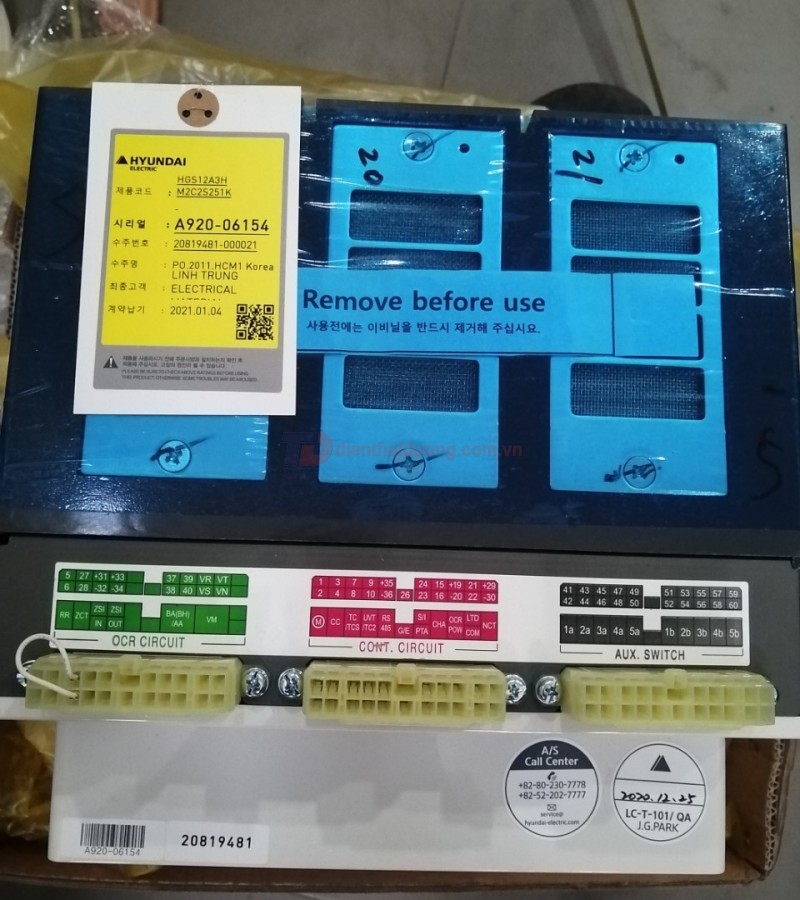 HYUNDAI
ELECTRIC
HGS12A3H
제품코드 : M2C2S251K
-
시리얼 : A920-06154
수주번호 : 20819481-000021
수주명 : PO.2011.HCM1 Korea
LINH TRUNG
최종고객 : ELECTRICAL
계약납기 : 2021.01.04
20
21
Remove before use
사용전에는 이비닐을 반드시 제거해 주십시요.
dienthaiduong.com.vn
5 27 +31 +33 37 39 VR VT
6 28 -32 -34 38 40 VS VN
RR ZCT ZSI IN ZSI OUT BA(BH) /AA VM
OCR CIRCUIT
1 3 7 9 +35 24 15 +19 21 +29
2 4 8 10 -36 26 16 -20 22 -30
M CC TC /TCS UVT /TC2 RS 485 G/E S1 PTA CHA OCR POW LTD COM NCT
CONT. CIRCUIT
41 43 45 47 49 51 53 55 57 59
42 44 46 48 50 52 54 56 58 60
1a 2a 3a 4a 5a 1b 2b 3b 4b 5b
AUX. SWITCH
A/S
Call Center
+82-80-230-7778
+82-52-202-7777
service@
hyundai-electric.com
2020.12.25
LC-T-101/ QA
J.G.PARK
A920-06154
20819481